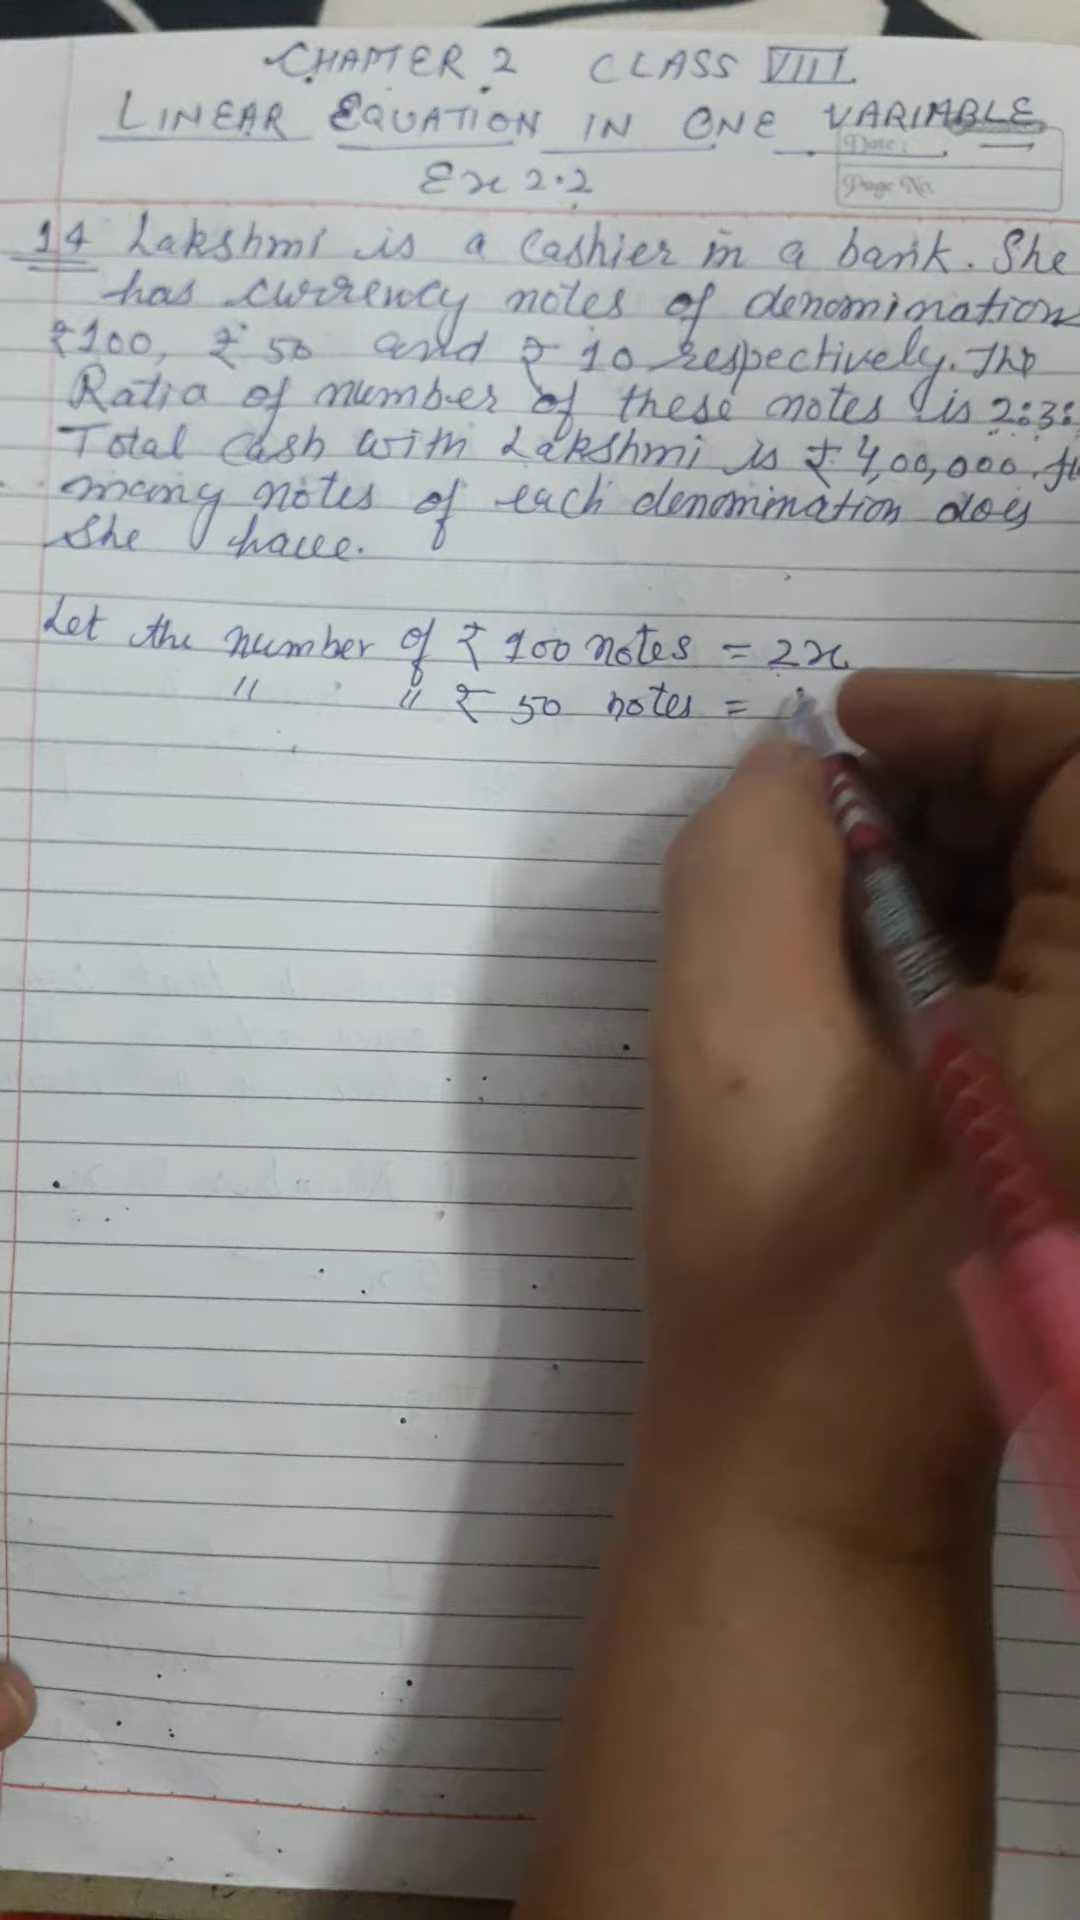 CHAPTER 2 CLASS VIII
LINEAR EQUATION IN ONE VARIABLE
Date:
Ex 2.2
Page No.
14 Lakshmi is a Cashier in a bank. She
has currency notes of denomination
₹100, ₹50 and ₹10 respectively. The
Ratio of number of these notes is 2:3:
Total Cash with Lakshmi is ₹4,00,000.
many notes of each denomination does
She have.
Let the number of ₹100 notes = 2x
" " ₹50 notes =